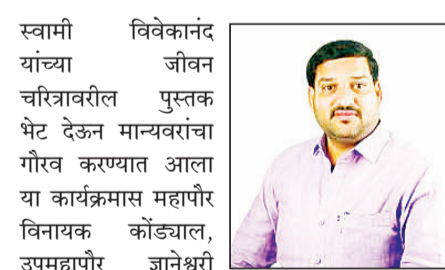 स्वामी विवेकानंद
यांच्या जीवन
चरित्रावरील पुस्तक
भेट देऊन मान्यवरांचा
गौरव करण्यात आला
या कार्यक्रमास महापौर
विनायक कोंड्याल,
उपमहापौर ज्ञानेश्वरी